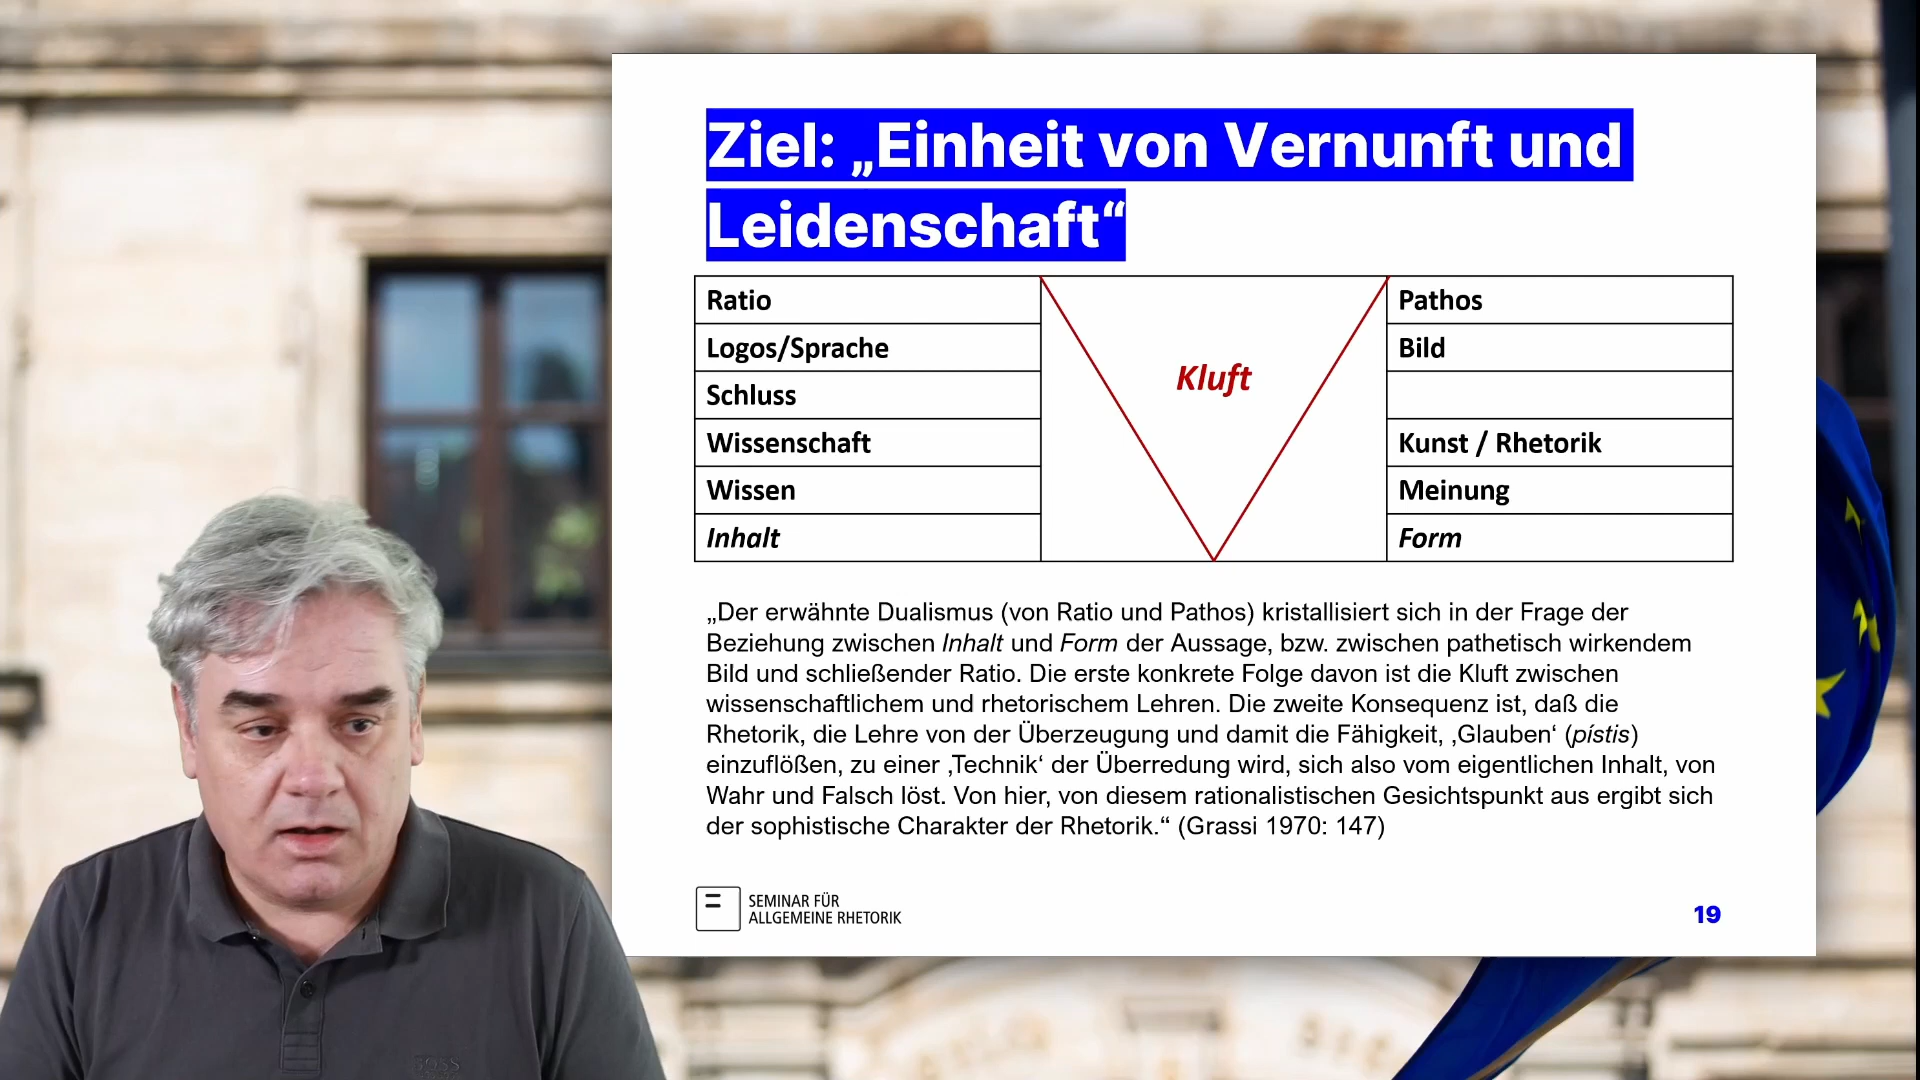 Ziel: „Einheit von Vernunft und
Leidenschaft“
Ratio
Pathos
Logos/Sprache
Bild
Kluft
Schluss
Wissenschaft
Kunst / Rhetorik
Wissen
Meinung
Inhalt
Form
„Der erwähnte Dualismus (von Ratio und Pathos) kristallisiert sich in der Frage der
Beziehung zwischen Inhalt und Form der Aussage, bzw. zwischen pathetisch wirkendem
Bild und schließender Ratio. Die erste konkrete Folge davon ist die Kluft zwischen
wissenschaftlichem und rhetorischem Lehren. Die zweite Konsequenz ist, daß die
Rhetorik, die Lehre von der Überzeugung und damit die Fähigkeit, ‚Glauben‘ (pístis)
einzuflößen, zu einer ‚Technik‘ der Überredung wird, sich also vom eigentlichen Inhalt, von
Wahr und Falsch löst. Von hier, von diesem rationalistischen Gesichtspunkt aus ergibt sich
der sophistische Charakter der Rhetorik.“ (Grassi 1970: 147)
SEMINAR FÜR
ALLGEMEINE RHETORIK
19
BOSS